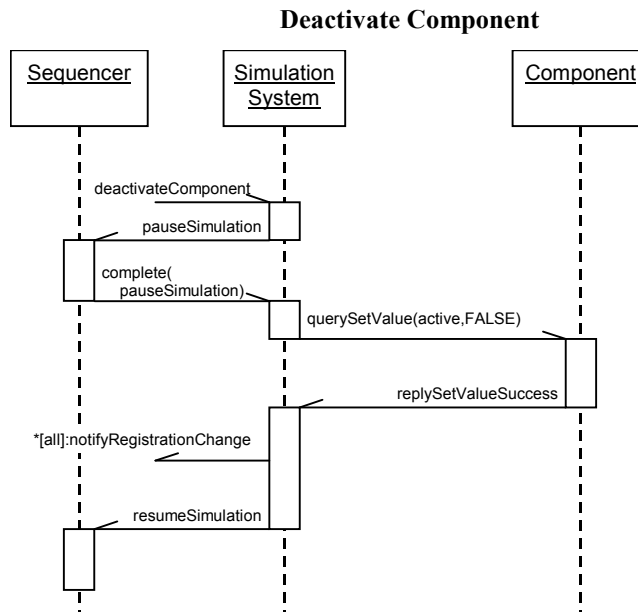 Deactivate Component
Sequencer
Simulation
System
Component
deactivateComponent
pauseSimulation
complete(
pauseSimulation)
querySetValue(active,FALSE)
replySetValueSuccess
*[all]:notifyRegistrationChange
resumeSimulation